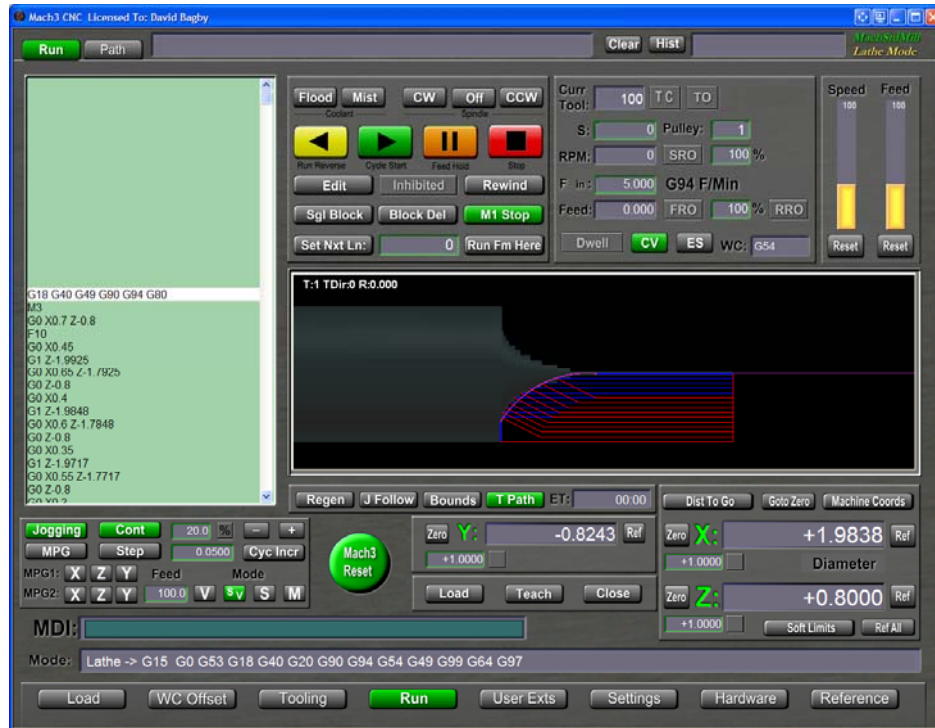 Mach3 CNC Licensed To: David Bagby
Run Path Clear Hist MachStdMill
Lathe Mode
Flood Mist CW Off CCW
Coolant Spindle
Run Reverse Cycle Start Feed Hold Stop
Edit Inhibited Rewind
Sgl Block Block Del M1 Stop
Set Nxt Ln: 0 Run Fm Here
Curr
Tool: 100 TC TO
S: 0 Pulley: 1
RPM: 0 SRO 100 %
F in: 5.000 G94 F/Min
Feed: 0.000 FRO 100 % RRO
Dwell CV ES WC: G54
Speed Feed
100 100
Reset Reset
G18 G40 G49 G90 G94 G80
M3
G0 X0.7 Z-0.8
F10
G0 X0.45
G1 Z-1.9925
G0 X0.65 Z-1.7925
G0 Z-0.8
G0 X0.4
G1 Z-1.9848
G0 X0.6 Z-1.7848
G0 Z-0.8
G0 X0.35
G1 Z-1.9717
G0 X0.55 Z-1.7717
G0 Z-0.8
T:1 TDir:0 R:0.000
Regen J Follow Bounds T Path ET: 00:00
Dist To Go Goto Zero Machine Coords
Jogging Cont 20.0 % - +
MPG Step 0.0500 Cyc Incr
MPG1: X Z Y Feed Mode
MPG2: X Z Y 100.0 V S V S M
Mach3
Reset
Zero Y: -0.8243 Ref
+1.0000
Load Teach Close
Zero X: +1.9838 Ref
+1.0000 Diameter
Zero Z: +0.8000 Ref
+1.0000 Soft Limits Ref All
MDI:
Mode: Lathe -> G15 G0 G53 G18 G40 G20 G90 G94 G54 G49 G99 G64 G97
Load WC Offset Tooling Run User Exts Settings Hardware Reference